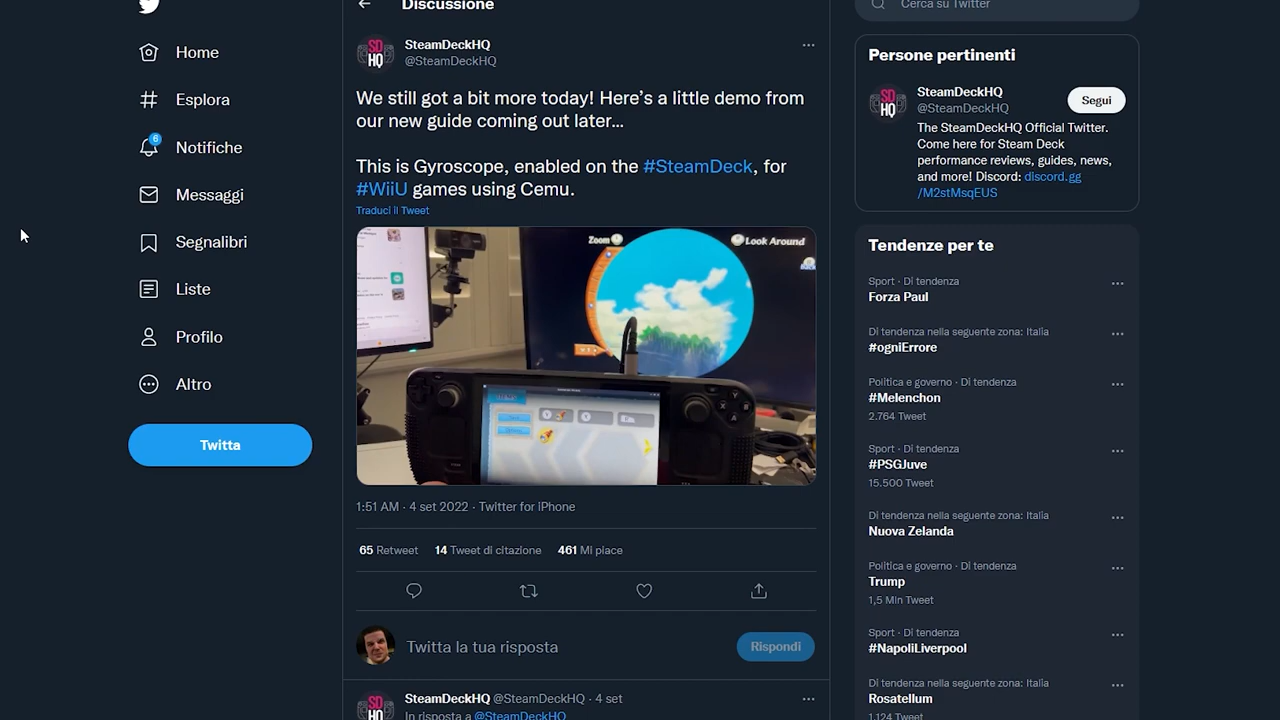 Home
Esplora
6
Notifiche
Messaggi
Segnalibri
Liste
Profilo
Altro
Twitta
Discussione
SteamDeckHQ
@SteamDeckHQ
We still got a bit more today! Here's a little demo from
our new guide coming out later...
This is Gyroscope, enabled on the #SteamDeck, for
#WiiU games using Cemu.
Traduci il Tweet
Zoom
Look Around
1:51 AM · 4 set 2022 · Twitter for iPhone
65 Retweet 14 Tweet di citazione 461 Mi piace
Twitta la tua risposta
Rispondi
SteamDeckHQ @SteamDeckHQ · 4 set
In risposta a @SteamDeckHQ
Cerca su Twitter
Persone pertinenti
SD
HQ
SteamDeckHQ
@SteamDeckHQ
Segui
The SteamDeckHQ Official Twitter.
Come here for Steam Deck
performance reviews, guides, news,
and more! Discord: discord.gg
/M2stMsqEUS
Tendenze per te
Sport · Di tendenza
Forza Paul
Di tendenza nella seguente zona: Italia
#ogniErrore
Politica e governo · Di tendenza
#Melenchon
2.764 Tweet
Sport · Di tendenza
#PSGJuve
15.500 Tweet
Di tendenza nella seguente zona: Italia
Nuova Zelanda
Politica e governo · Di tendenza
Trump
1,5 Mln Tweet
Sport · Di tendenza
#NapoliLiverpool
Di tendenza nella seguente zona: Italia
Rosatellum
1.124 Tweet